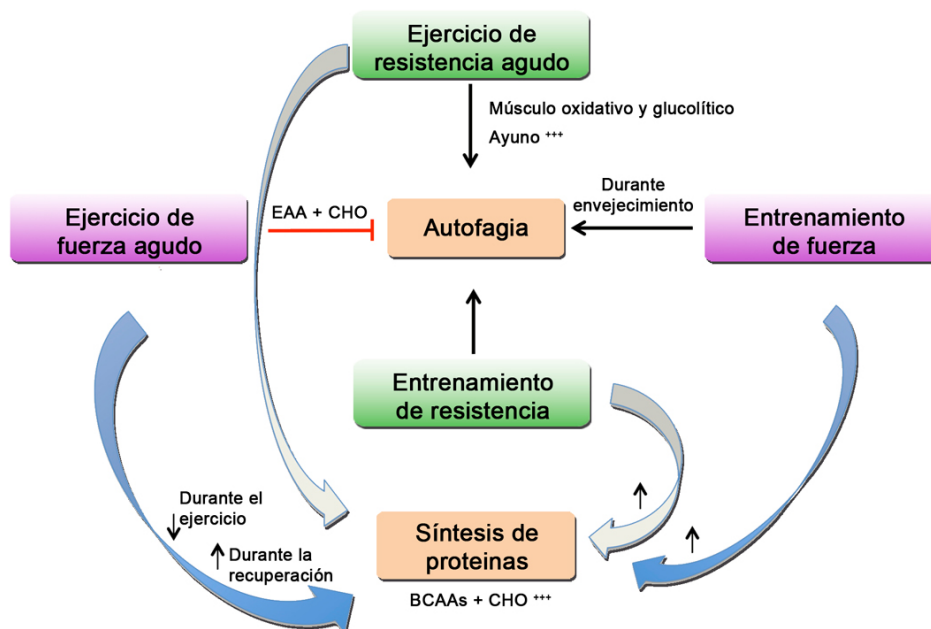 Ejercicio de
resistencia agudo
Músculo oxidativo y glucolítico
Ayuno +++
Ejercicio de
fuerza agudo
EAA + CHO
Autofagia
Durante
envejecimiento
Entrenamiento
de fuerza
Entrenamiento
de resistencia
Durante el
ejercicio
Durante la
recuperación
Síntesis de
proteinas
BCAAs + CHO +++